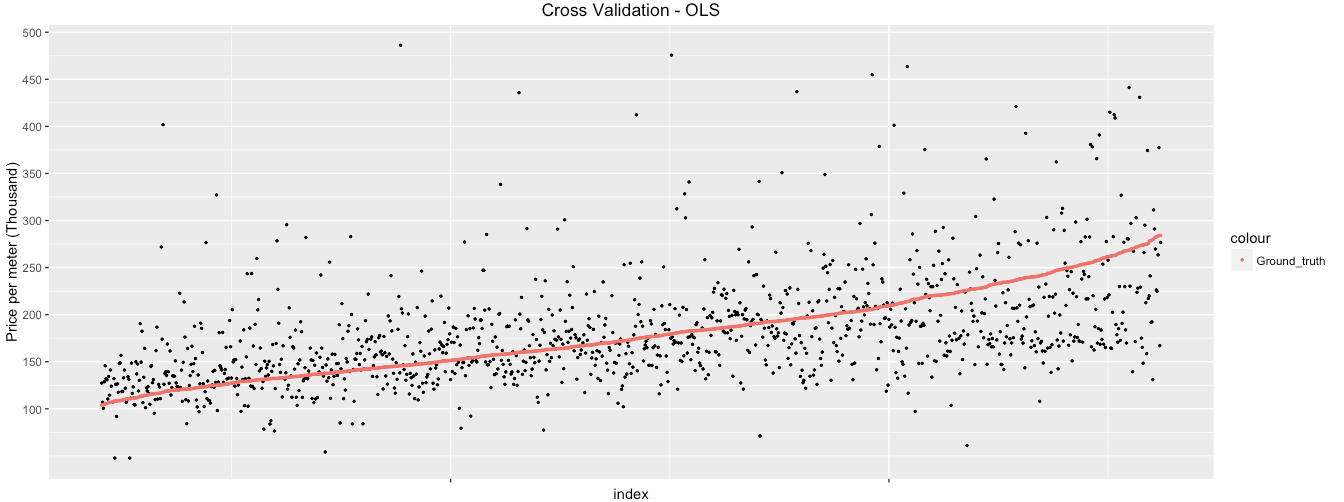 Cross Validation - OLS
Price per meter (Thousand)
500
450
400
350
300
250
200
150
100
index
colour
Ground_truth